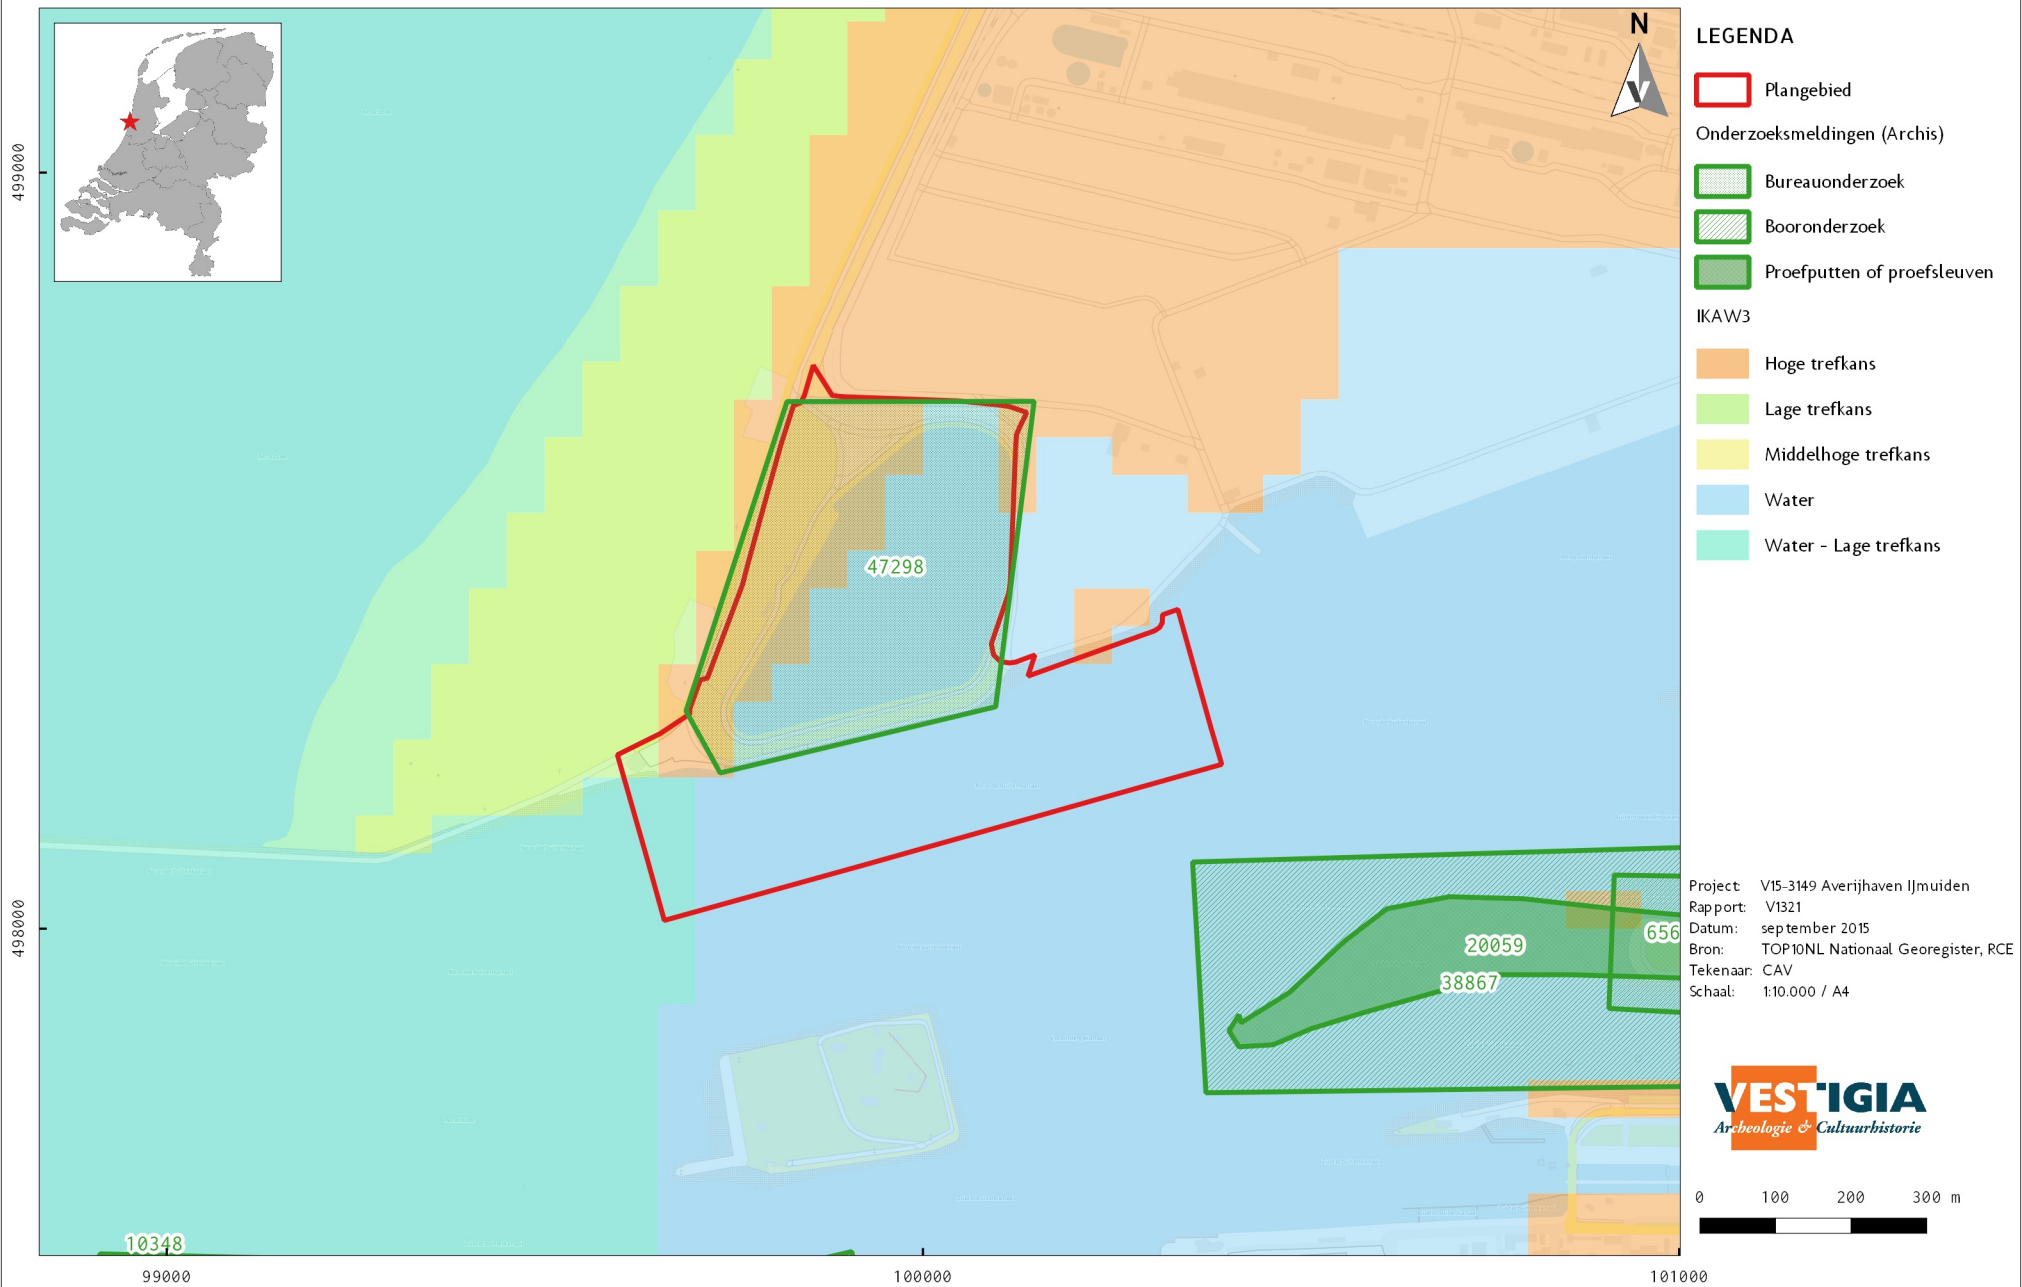 N
LEGENDA
Plangebied
Onderzoeksmeldingen (Archis)
Bureauonderzoek
Booronderzoek
Proefputten of proefsleuven
IKAW3
Hoge trefkans
Lage trefkans
Middelhoge trefkans
Water
Water - Lage trefkans
499000
498000
47298
20059
656
38867
10348
99000
100000
101000
Project: V15-3149 Averijhaven IJmuiden
Rapport: V1321
Datum: september 2015
Bron: TOP10NL Nationaal Georegister, RCE
Tekenaar: CAV
Schaal: 1:10.000 / A4
VESTIGIA
Archeologie & Cultuurhistorie
0 100 200 300 m